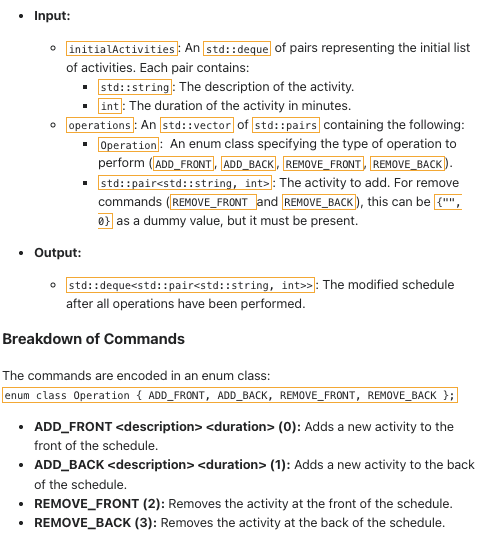 • Input:
◦ initialActivities: An std::deque of pairs representing the initial list
of activities. Each pair contains:
▪ std::string: The description of the activity.
▪ int: The duration of the activity in minutes.
◦ operations: An std::vector of std::pairs containing the following:
▪ Operation:  An enum class specifying the type of operation to
perform (ADD_FRONT, ADD_BACK, REMOVE_FRONT, REMOVE_BACK).
▪ std::pair<std::string, int>: The activity to add. For remove
commands (REMOVE_FRONT and REMOVE_BACK), this can be {"",
0} as a dummy value, but it must be present.
• Output:
◦ std::deque<std::pair<std::string, int>>: The modified schedule
after all operations have been performed.
Breakdown of Commands
The commands are encoded in an enum class:
enum class Operation { ADD_FRONT, ADD_BACK, REMOVE_FRONT, REMOVE_BACK };
• ADD_FRONT <description> <duration> (0): Adds a new activity to the
front of the schedule.
• ADD_BACK <description> <duration> (1): Adds a new activity to the back
of the schedule.
• REMOVE_FRONT (2): Removes the activity at the front of the schedule.
• REMOVE_BACK (3): Removes the activity at the back of the schedule.